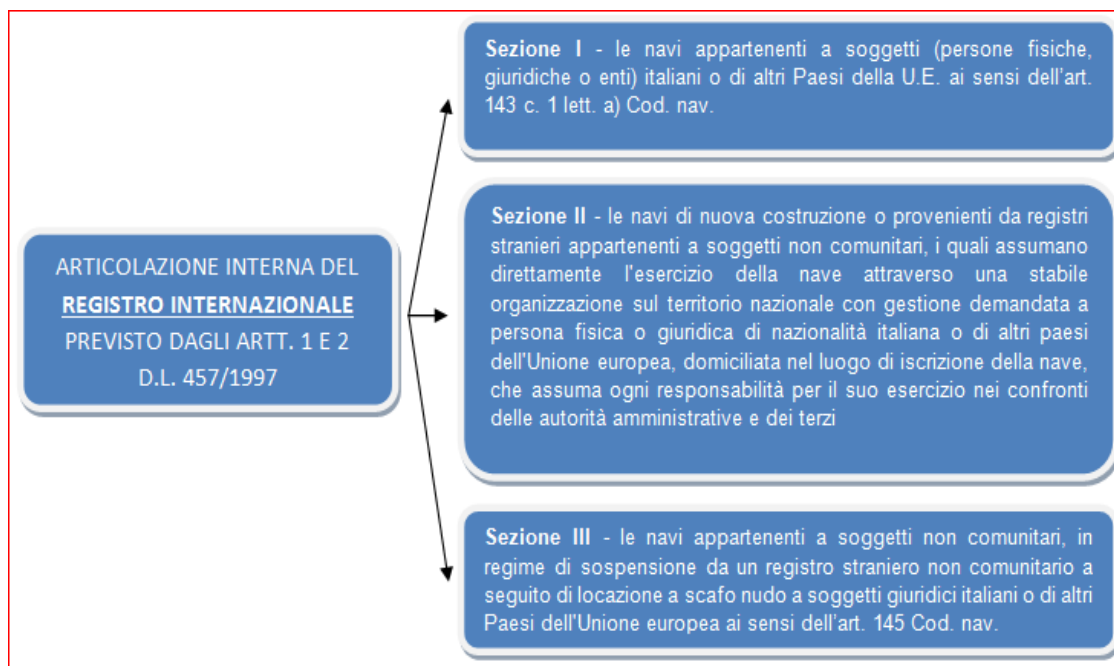 ARTICOLAZIONE INTERNA DEL
REGISTRO INTERNAZIONALE
PREVISTO DAGLI ARTT. 1 E 2
D.L. 457/1997
Sezione I - le navi appartenenti a soggetti (persone fisiche,
giuridiche o enti) italiani o di altri Paesi della U.E. ai sensi dell'art.
143 c. 1 lett. a) Cod. nav.
Sezione II - le navi di nuova costruzione o provenienti da registri
stranieri appartenenti a soggetti non comunitari, i quali assumano
direttamente l'esercizio della nave attraverso una stabile
organizzazione sul territorio nazionale con gestione demandata a
persona fisica o giuridica di nazionalità italiana o di altri paesi
dell'Unione europea, domiciliata nel luogo di iscrizione della nave,
che assuma ogni responsabilità per il suo esercizio nei confronti
delle autorità amministrative e dei terzi
Sezione III - le navi appartenenti a soggetti non comunitari, in
regime di sospensione da un registro straniero non comunitario a
seguito di locazione a scafo nudo a soggetti giuridici italiani o di altri
Paesi dell'Unione europea ai sensi dell'art. 145 Cod. nav.